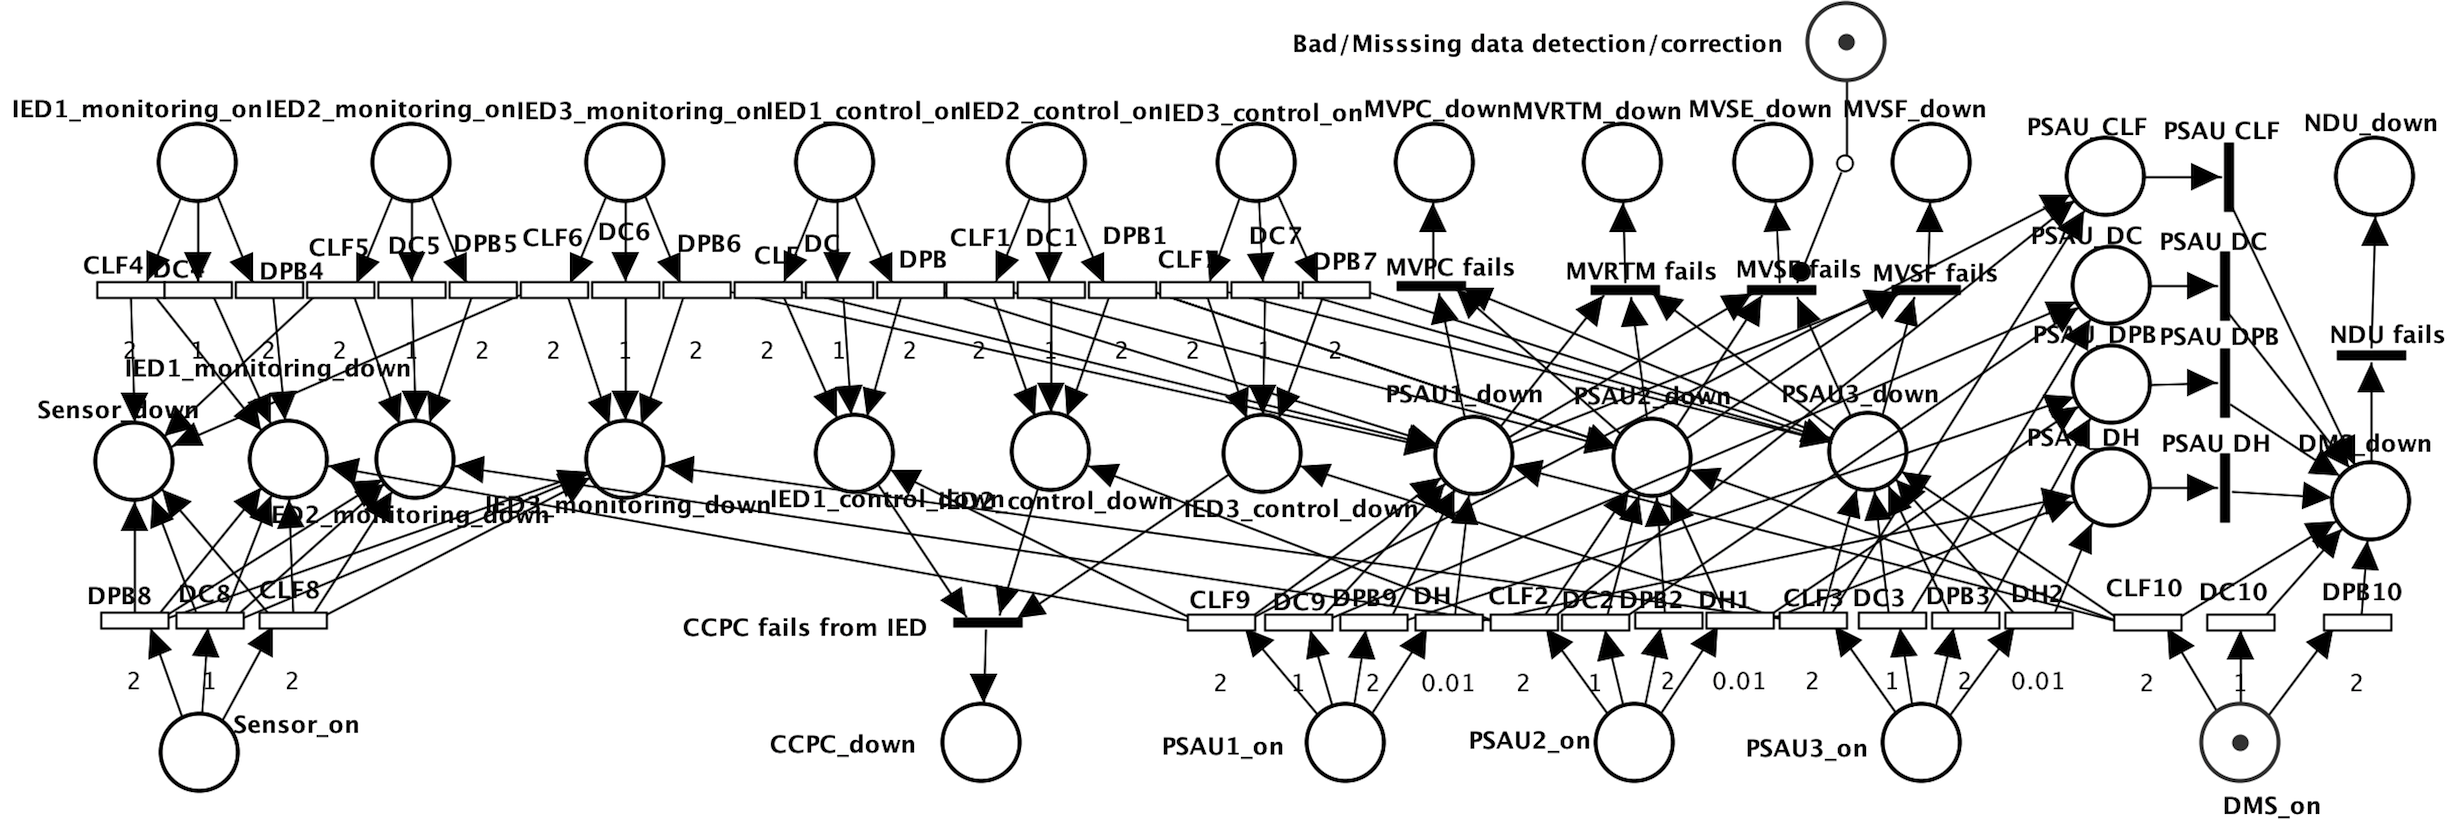 Bad/Misssing data detection/correction
IED1_monitoring_on
IED2_monitoring_on
IED3_monitoring_on
IED1_control_on
IED2_control_on
IED3_control_on
MVPC_down
MVRTM_down
MVSE_down
MVSF_down
PSAU_CLF
PSAU CLF
NDU_down
CLF4
DC4
DPB4
CLF5
DC5
DPB5
CLF6
DC6
DPB6
CLF
DC
DPB
CLF1
DC1
DPB1
CLF7
DC7
DPB7
MVPC fails
MVRTM fails
MVSE fails
MVSF fails
PSAU_DC
PSAU DC
PSAU_DPB
PSAU DPB
NDU fails
2
1
2
2
1
2
2
1
2
2
1
2
2
1
2
2
1
2
IED1_monitoring_down
Sensor_down
PSAU1_down
PSAU2_down
PSAU3_down
PSAU_DH
PSAU DH
DMS_down
IED2_monitoring_down
IED3_monitoring_down
IED1_control_down
IED2_control_down
IED3_control_down
DPB8
DC8
CLF8
CCPC fails from IED
CLF9
DC9
DPB9
DH
CLF2
DC2
DPB2
DH1
CLF3
DC3
DPB3
DH2
CLF10
DC10
DPB10
2
1
2
2
1
2
0.01
2
1
2
0.01
2
1
2
0.01
2
1
2
Sensor_on
CCPC_down
PSAU1_on
PSAU2_on
PSAU3_on
DMS_on